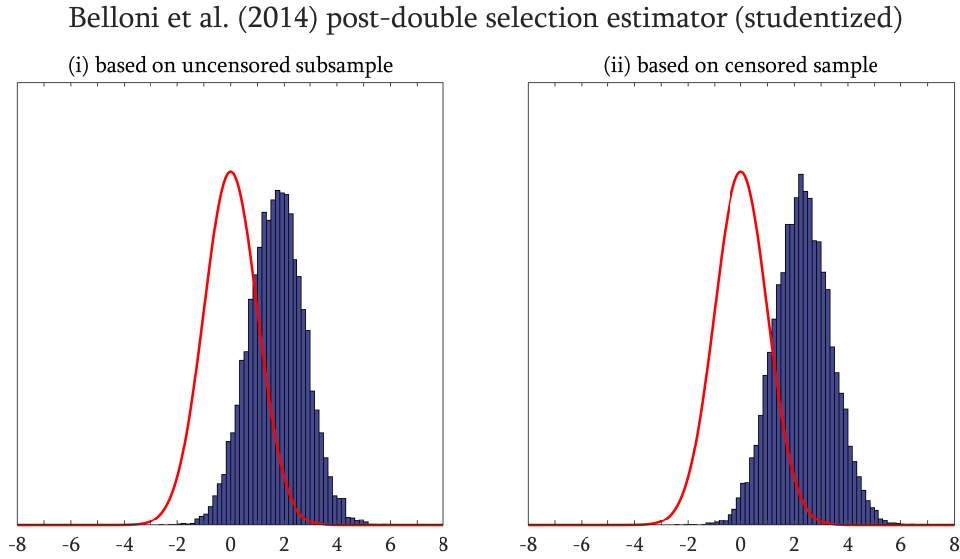 Belloni et al. (2014) post-double selection estimator (studentized)
(i) based on uncensored subsample
(ii) based on censored sample
-8 -6 -4 -2 0 2 4 6 8
-8 -6 -4 -2 0 2 4 6 8